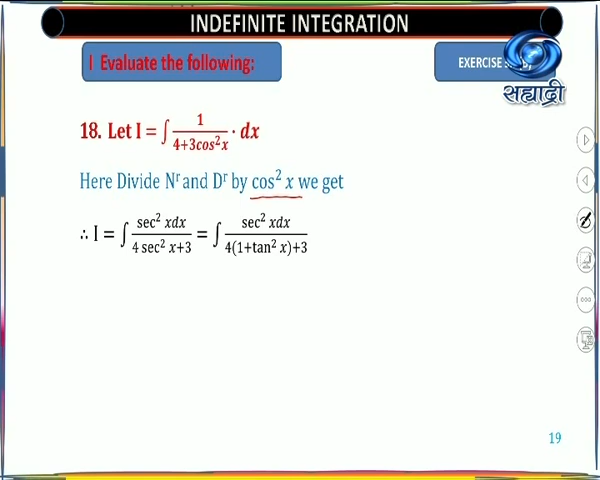 INDEFINITE INTEGRATION
I Evaluate the following:
EXERCISE
सह्याद्री
18. Let I = ∫ 1/(4+3cos²x) · dx
Here Divide Nʳ and Dʳ by cos² x we get
∴ I = ∫ sec² xdx/(4 sec² x+3) = ∫ sec² xdx/(4(1+tan² x)+3)
19